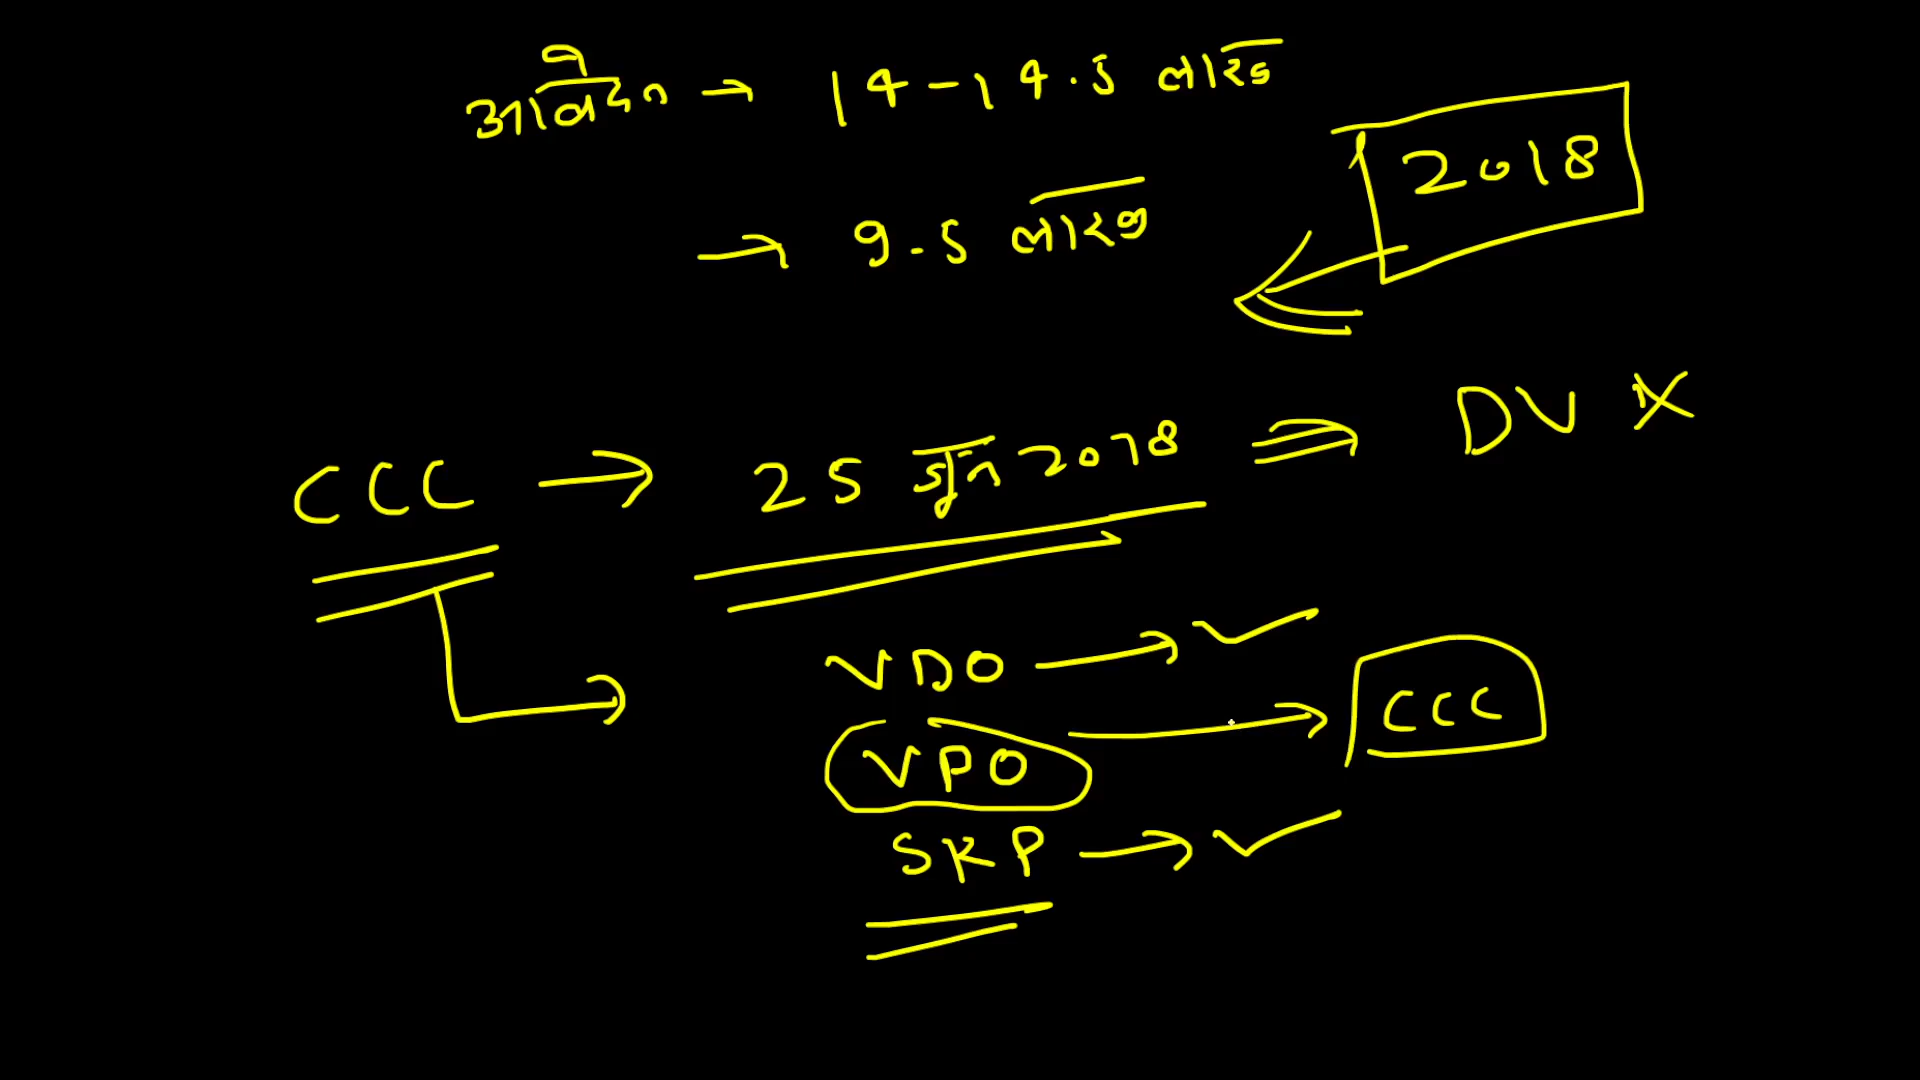 आवेदन → 14-14.5 लाख
2018
→ 9.5 लाख
CCC → 25 जून 2018 ⇒ DV X
VDO → ✓
VPO → CCC
SKP → ✓